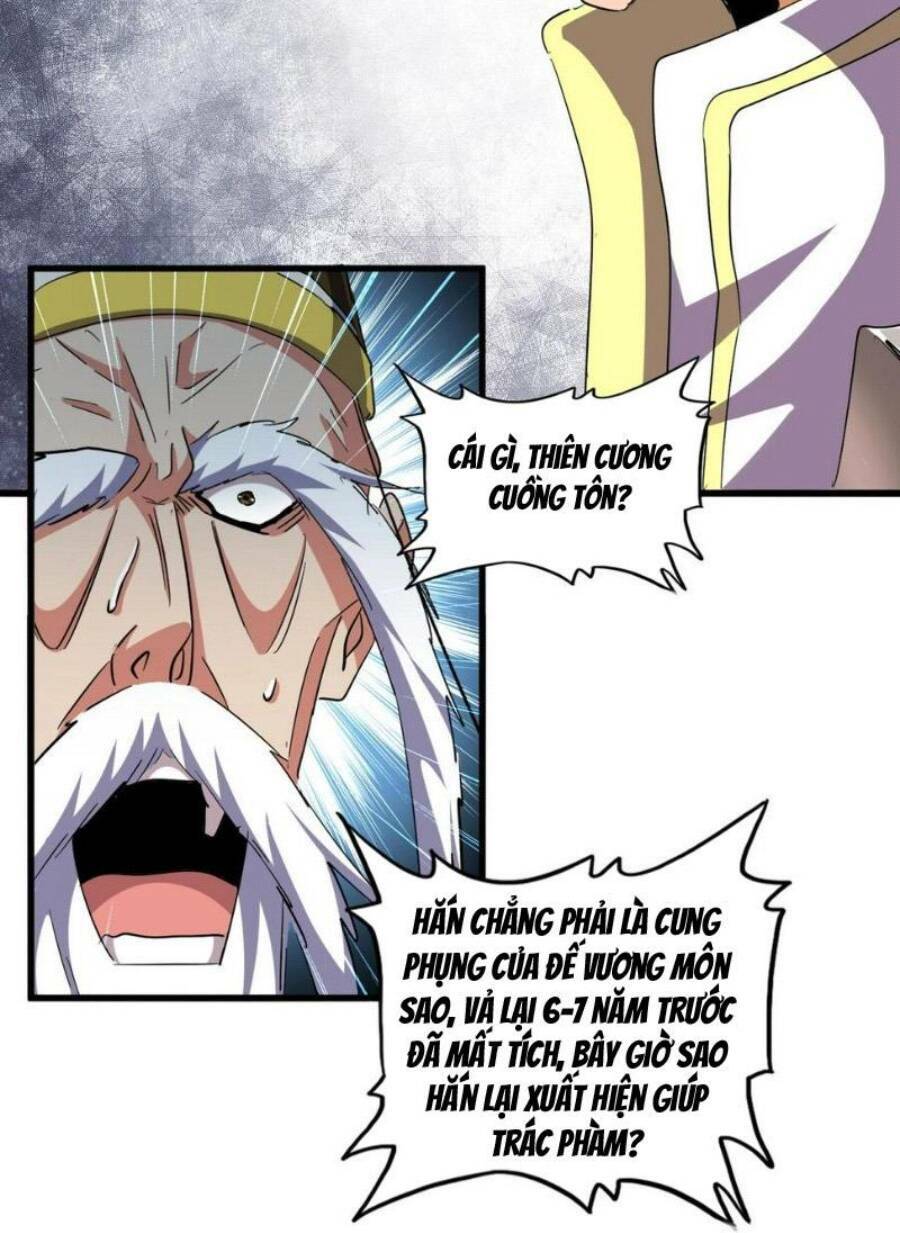 CÁI GÌ, THIÊN CƯƠNG
CUỒNG TÔN?
HẮN CHẲNG PHẢI LÀ CUNG
PHỤNG CỦA ĐẾ VƯƠNG MÔN
SAO, VẢ LẠI 6-7 NĂM TRƯỚC
ĐÃ MẤT TÍCH, BÂY GIỜ SAO
HẮN LẠI XUẤT HIỆN GIÚP
TRÁC PHÀM?